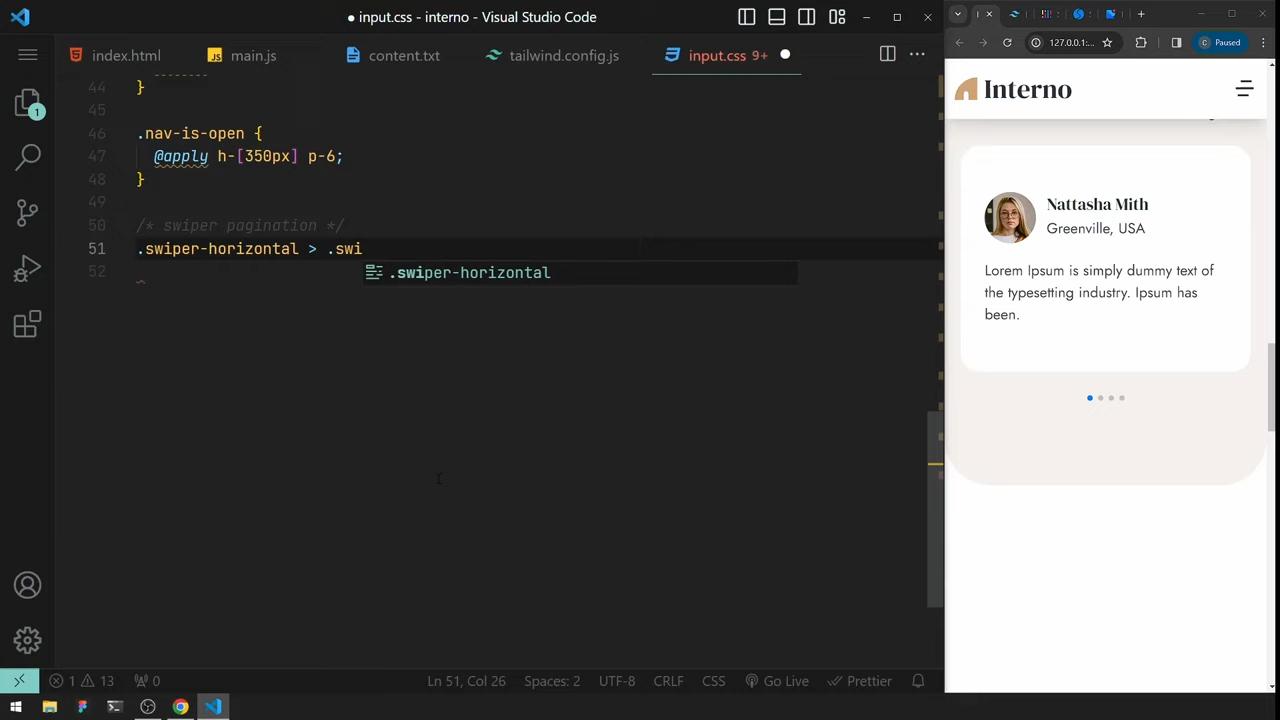 input.css - interno - Visual Studio Code
index.html
main.js
content.txt
tailwind.config.js
input.css 9+
44 }
45
46 .nav-is-open {
47 @apply h-[350px] p-6;
48 }
49
50 /* swiper pagination */
51 .swiper-horizontal > .swi
.swiper-horizontal
52
1
1 13 0
Ln 51, Col 26
Spaces: 2
UTF-8
CRLF
CSS
Go Live
Prettier
127.0.0.1:...
C Paused
Interno
Nattasha Mith
Greenville, USA
Lorem Ipsum is simply dummy text of
the typesetting industry. Ipsum has
been.